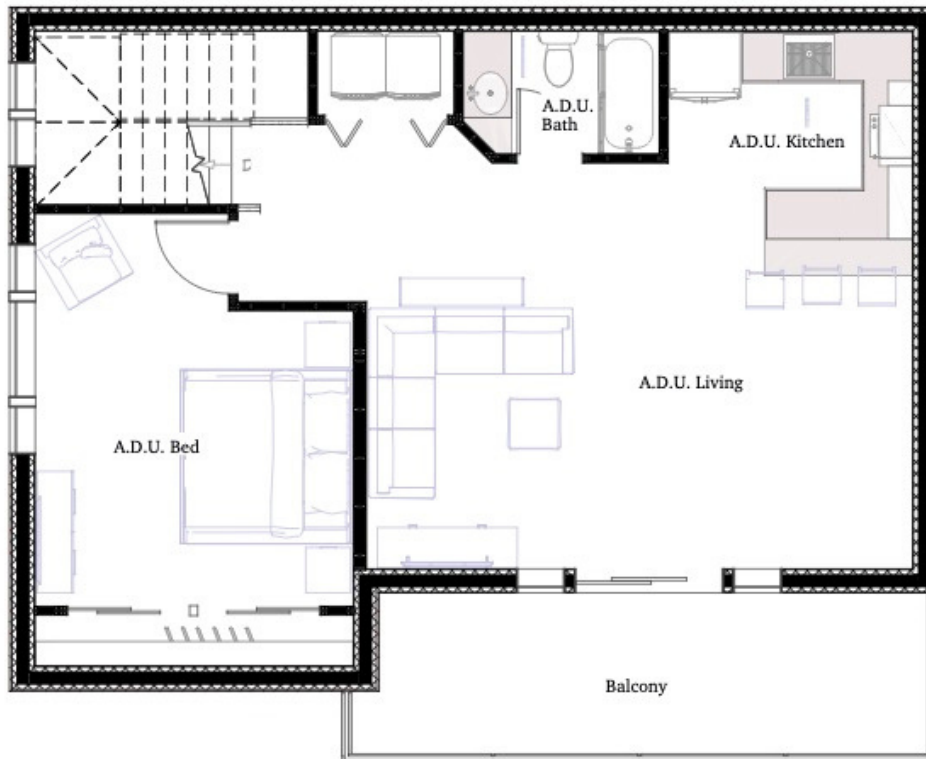 A.D.U.
Bath
A.D.U. Kitchen
A.D.U. Living
A.D.U. Bed
Balcony